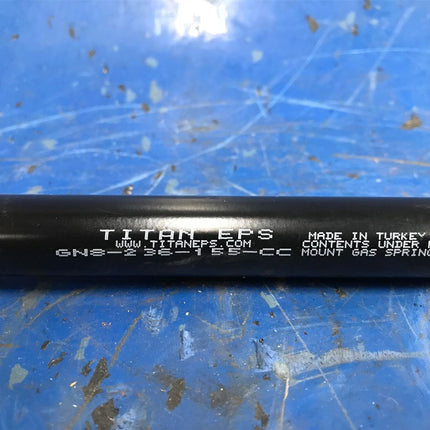 TITAN EPS
WWW.TITANEPS.COM
GNS-236-155-CC
MADE IN TURKEY
CONTENTS UNDER
MOUNT GAS SPRING